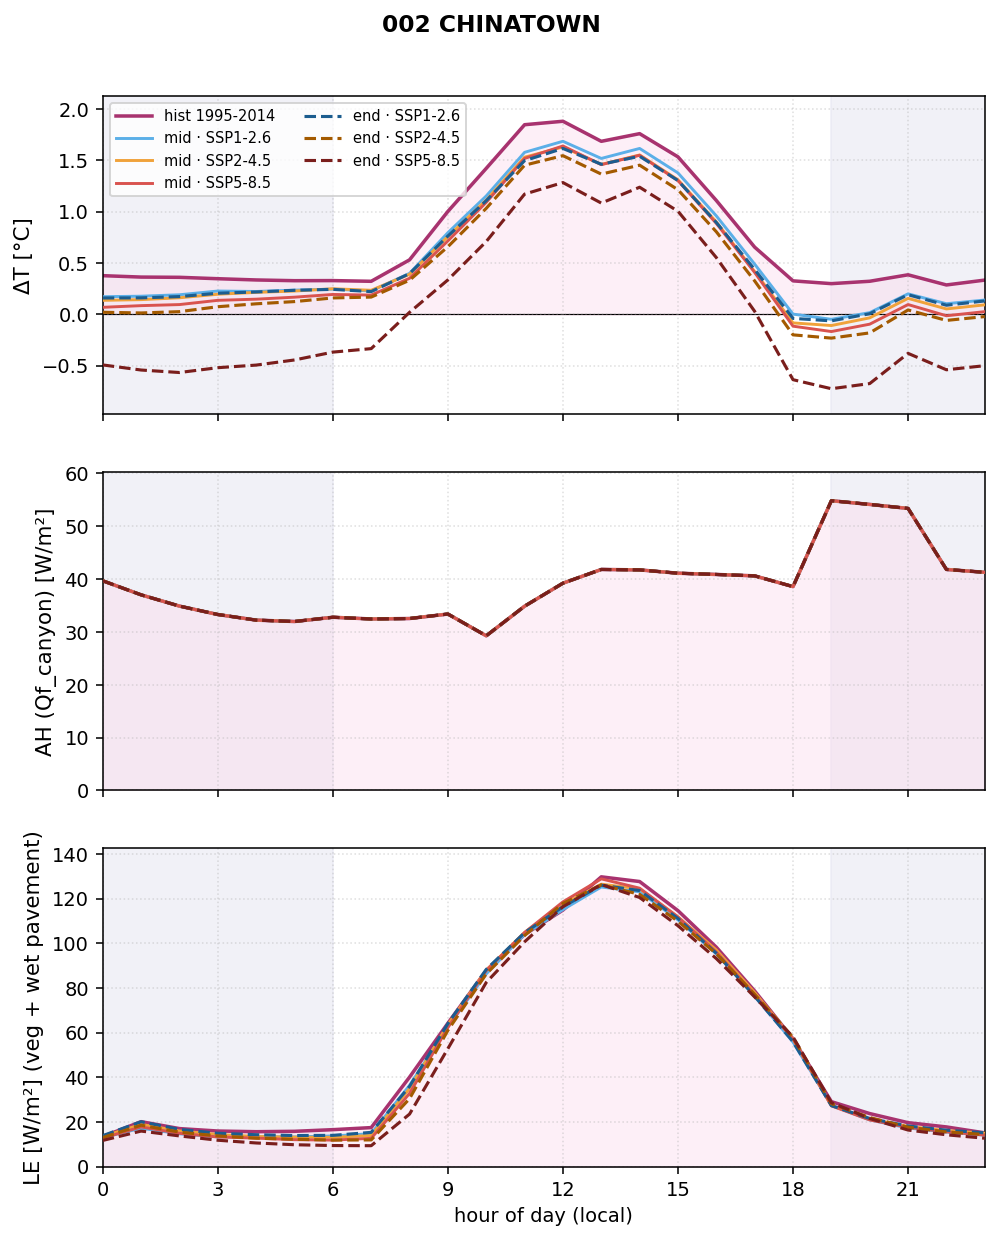 002 CHINATOWN
hist 1995-2014
mid · SSP1-2.6
mid · SSP2-4.5
mid · SSP5-8.5
end · SSP1-2.6
end · SSP2-4.5
end · SSP5-8.5
ΔT [°C]
2.0
1.5
1.0
0.5
0.0
−0.5
AH (Qf_canyon) [W/m²]
60
50
40
30
20
10
0
LE [W/m²] (veg + wet pavement)
140
120
100
80
60
40
20
0
0 3 6 9 12 15 18 21
hour of day (local)